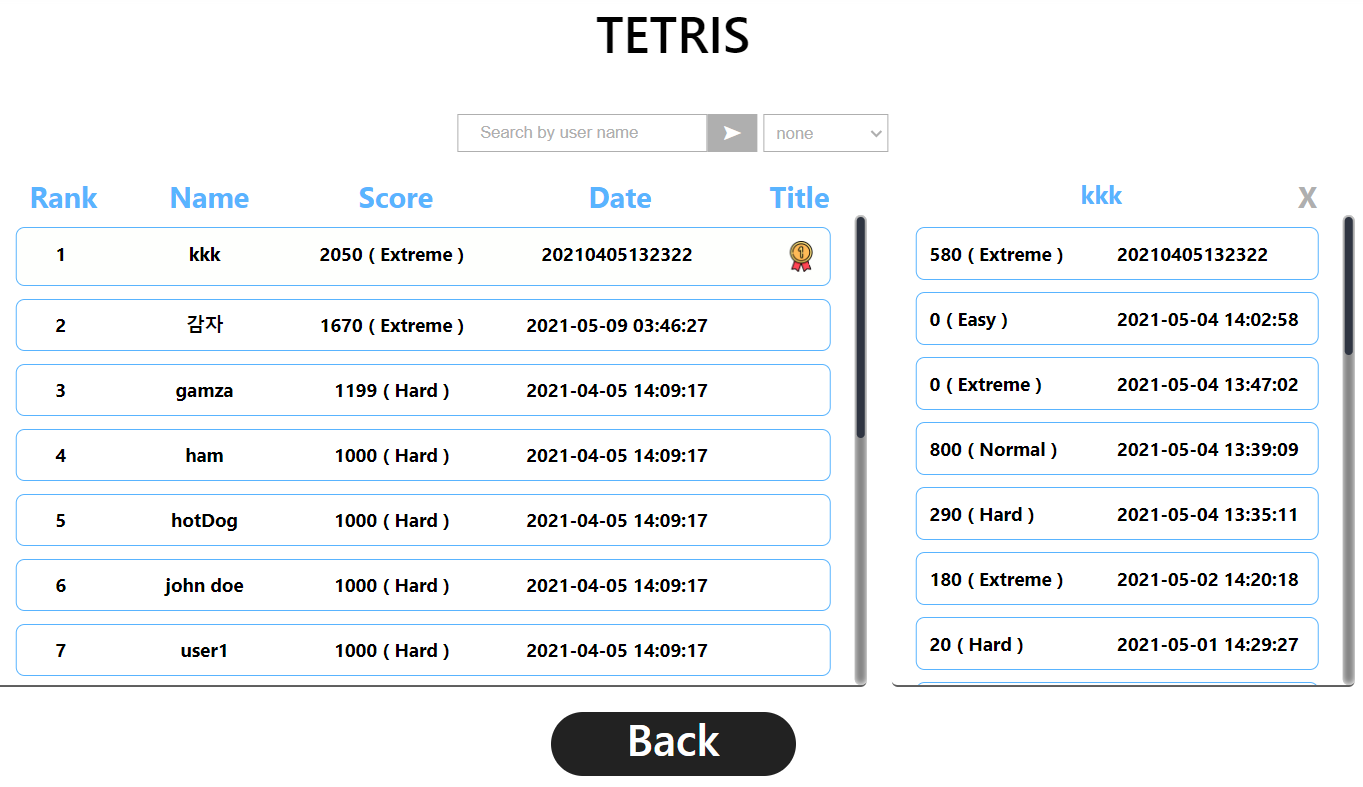 TETRIS
Search by user name ➤ none
Rank Name Score Date Title
1 kkk 2050 ( Extreme ) 20210405132322 1
2 감자 1670 ( Extreme ) 2021-05-09 03:46:27
3 gamza 1199 ( Hard ) 2021-04-05 14:09:17
4 ham 1000 ( Hard ) 2021-04-05 14:09:17
5 hotDog 1000 ( Hard ) 2021-04-05 14:09:17
6 john doe 1000 ( Hard ) 2021-04-05 14:09:17
7 user1 1000 ( Hard ) 2021-04-05 14:09:17
kkk X
580 ( Extreme ) 20210405132322
0 ( Easy ) 2021-05-04 14:02:58
0 ( Extreme ) 2021-05-04 13:47:02
800 ( Normal ) 2021-05-04 13:39:09
290 ( Hard ) 2021-05-04 13:35:11
180 ( Extreme ) 2021-05-02 14:20:18
20 ( Hard ) 2021-05-01 14:29:27
Back